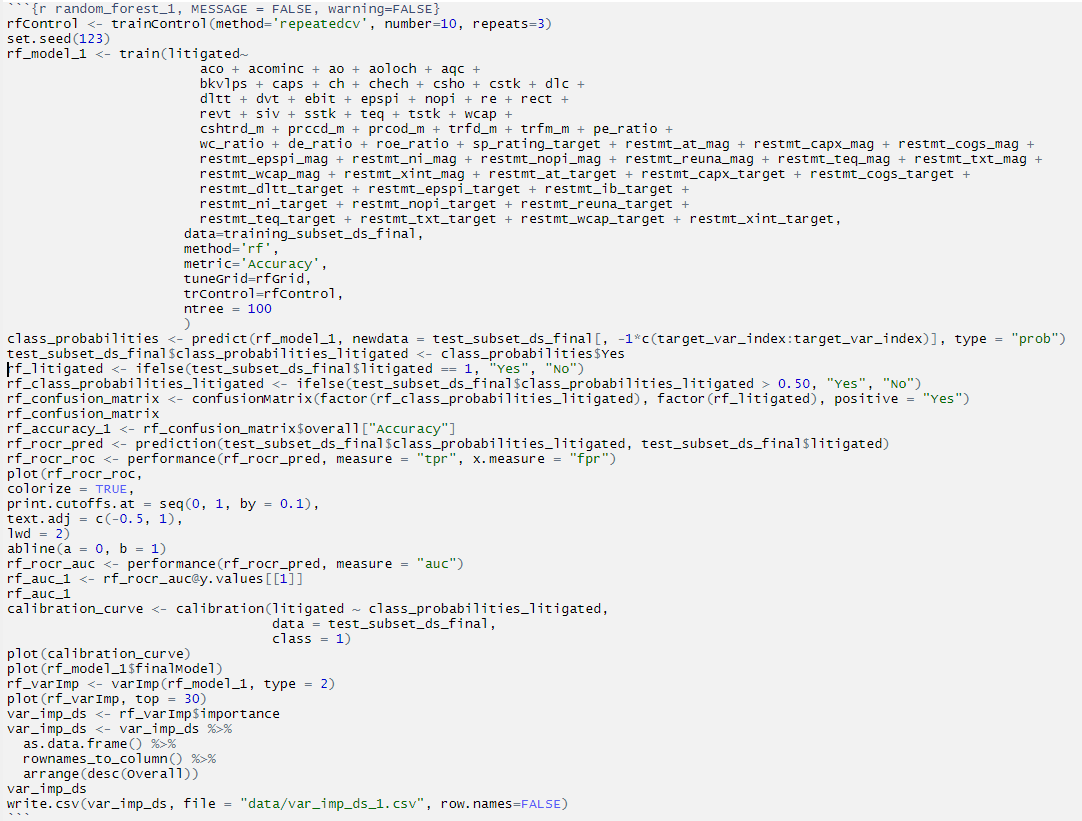 ```{r random_forest_1, MESSAGE = FALSE, warning=FALSE}
rfControl <- trainControl(method='repeatedcv', number=10, repeats=3)
set.seed(123)
rf_model_1 <- train(litigated~
aco + acominc + ao + aoloch + aqc +
bkvlps + caps + ch + chech + csho + cstk + dlc +
dltt + dvt + ebit + epspi + nopi + re + rect +
revt + siv + sstk + teq + tstk + wcap +
cshtrd_m + prccd_m + prcod_m + trfd_m + trfm_m + pe_ratio +
wc_ratio + de_ratio + roe_ratio + sp_rating_target + restmt_at_mag + restmt_capx_mag + restmt_cogs_mag +
restmt_epspi_mag + restmt_ni_mag + restmt_nopi_mag + restmt_reuna_mag + restmt_teq_mag + restmt_txt_mag +
restmt_wcap_mag + restmt_xint_mag + restmt_at_target + restmt_capx_target + restmt_cogs_target +
restmt_dltt_target + restmt_epspi_target + restmt_ib_target +
restmt_ni_target + restmt_nopi_target + restmt_reuna_target +
restmt_teq_target + restmt_txt_target + restmt_wcap_target + restmt_xint_target,
data=training_subset_ds_final,
method='rf',
metric='Accuracy',
tuneGrid=rfGrid,
trControl=rfControl,
ntree = 100
)
class_probabilities <- predict(rf_model_1, newdata = test_subset_ds_final[, -1*c(target_var_index:target_var_index)], type = "prob")
test_subset_ds_final$class_probabilities_litigated <- class_probabilities$Yes
rf_litigated <- ifelse(test_subset_ds_final$litigated == 1, "Yes", "No")
rf_class_probabilities_litigated <- ifelse(test_subset_ds_final$class_probabilities_litigated > 0.50, "Yes", "No")
rf_confusion_matrix <- confusionMatrix(factor(rf_class_probabilities_litigated), factor(rf_litigated), positive = "Yes")
rf_confusion_matrix
rf_accuracy_1 <- rf_confusion_matrix$overall["Accuracy"]
rf_rocr_pred <- prediction(test_subset_ds_final$class_probabilities_litigated, test_subset_ds_final$litigated)
rf_rocr_roc <- performance(rf_rocr_pred, measure = "tpr", x.measure = "fpr")
plot(rf_rocr_roc,
colorize = TRUE,
print.cutoffs.at = seq(0, 1, by = 0.1),
text.adj = c(-0.5, 1),
lwd = 2)
abline(a = 0, b = 1)
rf_rocr_auc <- performance(rf_rocr_pred, measure = "auc")
rf_auc_1 <- rf_rocr_auc@y.values[[1]]
rf_auc_1
calibration_curve <- calibration(litigated ~ class_probabilities_litigated,
data = test_subset_ds_final,
class = 1)
plot(calibration_curve)
plot(rf_model_1$finalModel)
rf_varImp <- varImp(rf_model_1, type = 2)
plot(rf_varImp, top = 30)
var_imp_ds <- rf_varImp$importance
var_imp_ds <- var_imp_ds %>%
as.data.frame() %>%
rownames_to_column() %>%
arrange(desc(Overall))
var_imp_ds
write.csv(var_imp_ds, file = "data/var_imp_ds_1.csv", row.names=FALSE)
```